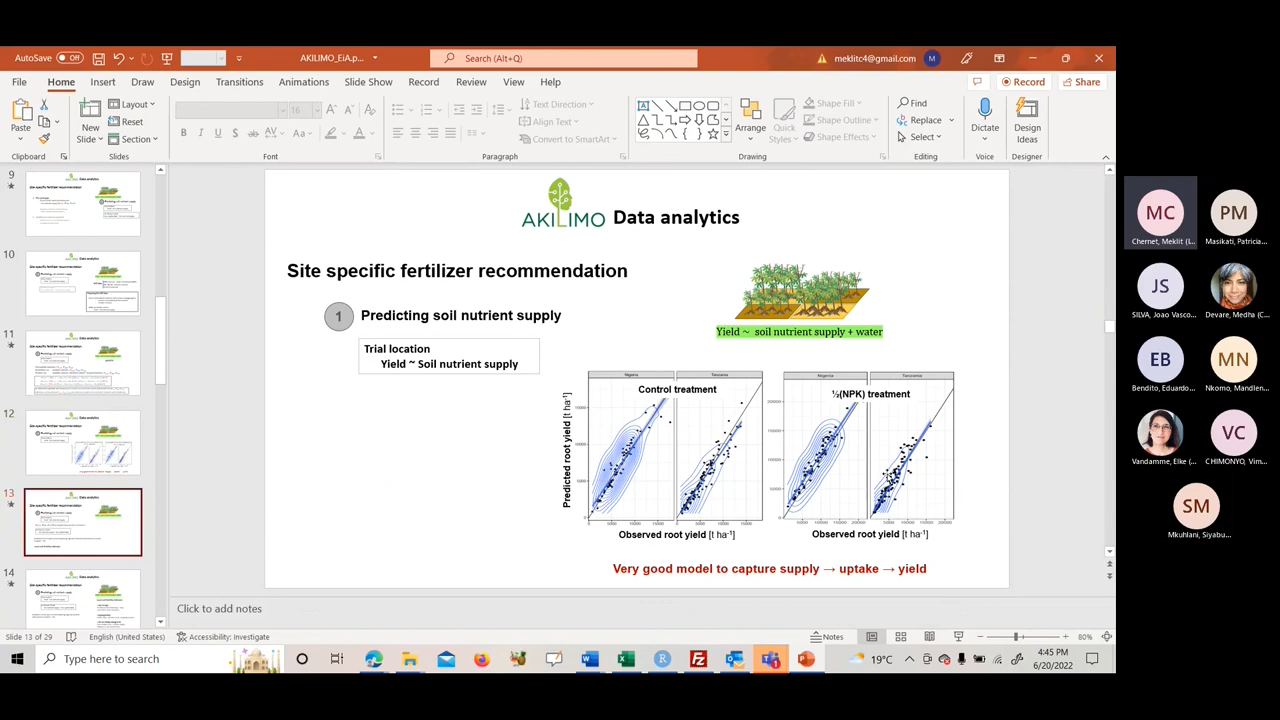 AutoSave Off
AKILIMO_EiA.p...
Search (Alt+Q)
meklitc4@gmail.com
M
File Home Insert Draw Design Transitions Animations Slide Show Record Review View Help
Record
Share
Paste
New Slide
Layout
Reset
Section
16
Text Direction
Align Text
Convert to SmartArt
Arrange
Quick Styles
Shape Fill
Shape Outline
Shape Effects
Find
Replace
Select
Dictate
Design Ideas
Clipboard Slides Font Paragraph Drawing Editing Voice Designer
9
10
11
12
13
14
AKILIMO Data analytics
Site specific fertilizer recommendation
1 Predicting soil nutrient supply
Yield ~ soil nutrient supply + water
Trial location
Yield ~ Soil nutrient supply
Nigeria Tanzania Nigeria Tanzania
Control treatment
½(NPK) treatment
Predicted root yield [t ha-1]
Observed root yield [t ha-1]
Observed root yield [t ha-1]
Very good model to capture supply → uptake → yield
Click to add notes
Slide 13 of 29 English (United States) Accessibility: Investigate
Notes
80%
Type here to search
19°C
4:45 PM
6/20/2022
MC
Chernet, Meklit (I...
PM
Masikati, Patricia...
JS
SILVA, Joao Vasco...
Devare, Medha (C...
EB
Bendito, Eduardo...
MN
Nkomo, Mandlen...
Vandamme, Elke (...
VC
CHIMONYO, Vim...
SM
Mkuhlani, Siyabu...